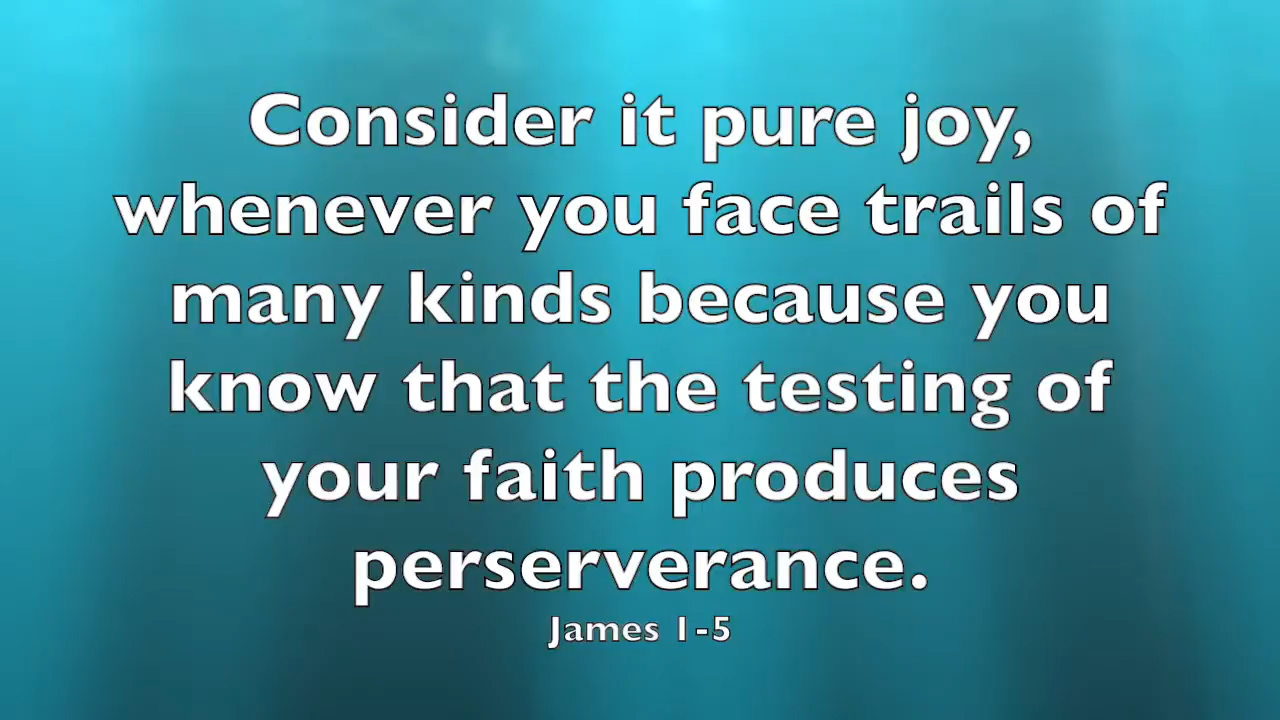 Consider it pure joy,
whenever you face trails of
many kinds because you
know that the testing of
your faith produces
perserverance.
James 1-5